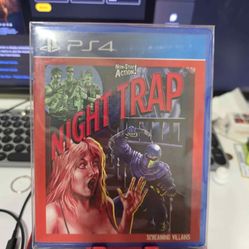 PS4
Non-Stop
ACTION!
NIGHT TRAP
SCREAMING VILLAINS